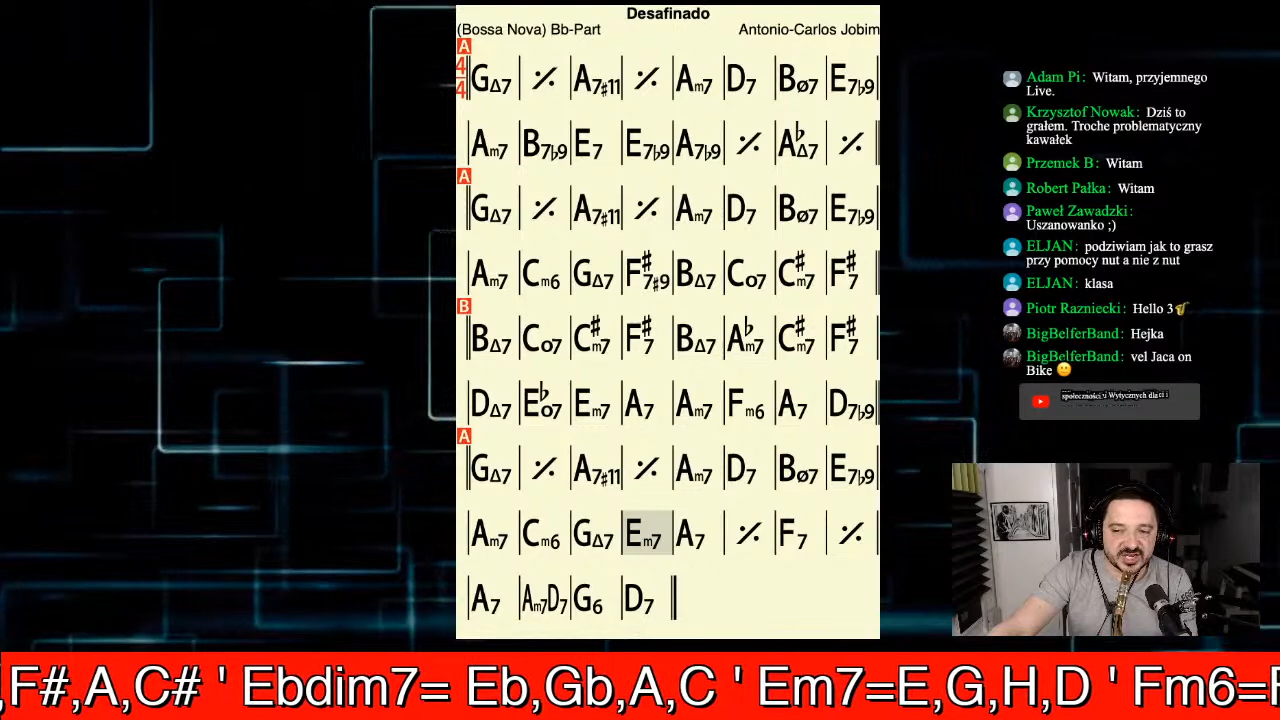 Desafinado
(Bossa Nova) Bb-Part Antonio-Carlos Jobim
A
4/4 GΔ7 | 𝄎 | A7♯11 | 𝄎 | Am7 | D7 | Bø7 | E7♭9
Am7 | B7♭9 | E7 | E7♭9 | A7♭9 | 𝄎 | A♭Δ7 | 𝄎
A
GΔ7 | 𝄎 | A7♯11 | 𝄎 | Am7 | D7 | Bø7 | E7♭9
Am7 | Cm6 | GΔ7 | F♯7♯9 | BΔ7 | Co7 | C♯m7 | F♯7
B
BΔ7 | Co7 | C♯m7 | F♯7 | BΔ7 | A♭m7 | C♯m7 | F♯7
DΔ7 | E♭o7 | Em7 | A7 | Am7 | Fm6 | A7 | D7♭9
A
GΔ7 | 𝄎 | A7♯11 | 𝄎 | Am7 | D7 | Bø7 | E7♭9
Am7 | Cm6 | GΔ7 | Em7 | A7 | 𝄎 | F7 | 𝄎
A7 | Am7 D7 | G6 | D7
Adam Pi: Witam, przyjemnego
Live.
Krzysztof Nowak: Dziś to
grałem. Troche problematyczny
kawałek
Przemek B: Witam
Robert Pałka: Witam
Paweł Zawadzki:
Uszanowanko ;)
ELJAN: podziwiam jak to grasz
przy pomocy nut a nie z nut
ELJAN: klasa
Piotr Razniecki: Hello 3🎷
BigBelferBand: Hejka
BigBelferBand: vel Jaca on
Bike 🙂
społeczności
Wytycznych dla
,F#,A,C# ' Ebdim7= Eb,Gb,A,C ' Em7=E,G,H,D ' Fm6=